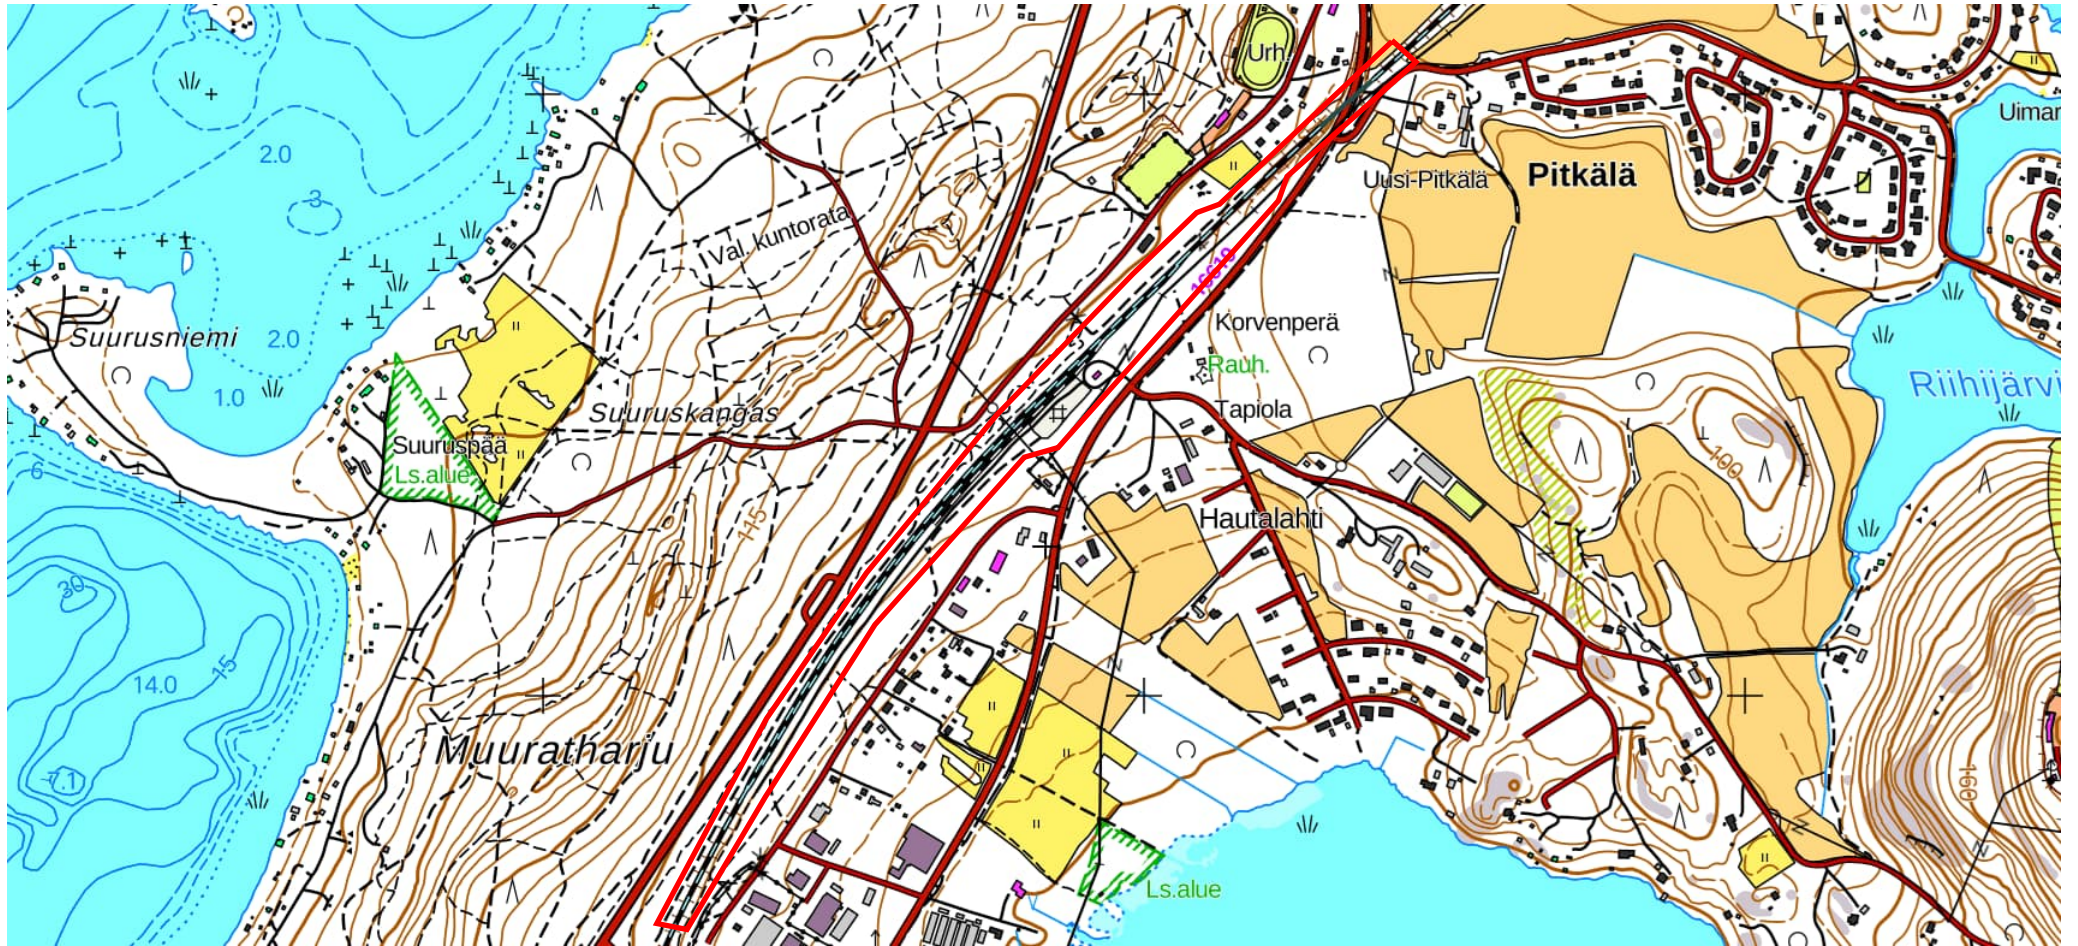 Urh.
Uimar
2.0
3
Uusi-Pitkälä
Pitkälä
Val. kuntorata
16619
Suurusniemi
2.0
Korvenperä
Rauh.
1.0
Suuruskangas
Tapiola
Riihijärvi
Suuruspää
Ls.alue
6
100
115
Hautalahti
30
15
14.0
Muuratharju
7.1
160
Ls.alue